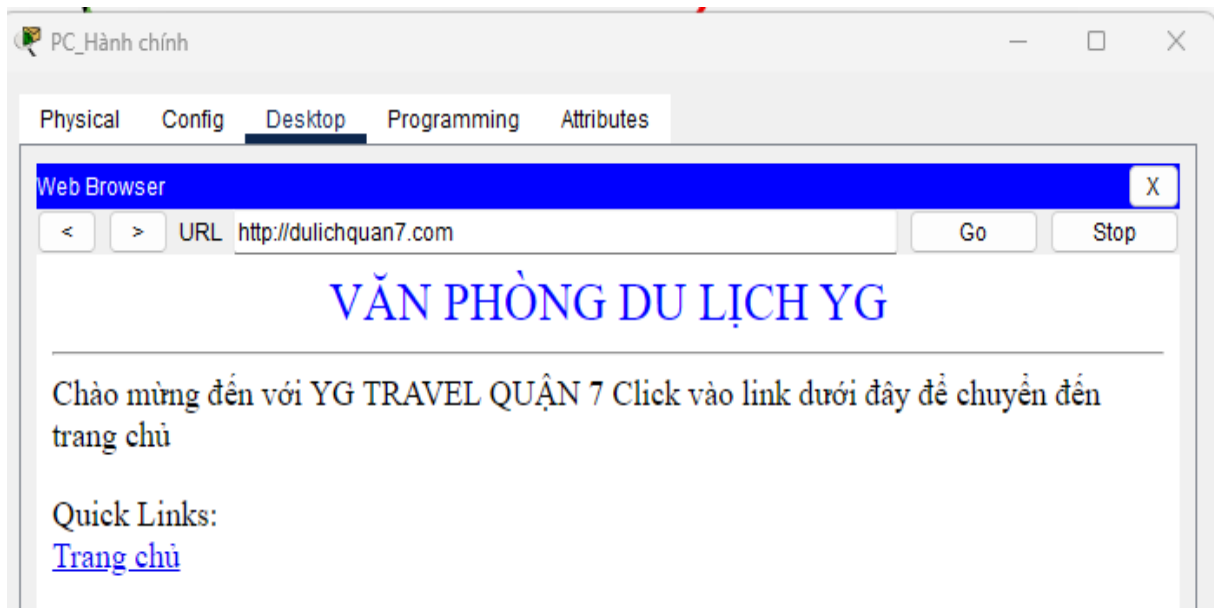 PC_Hành chính
Physical Config Desktop Programming Attributes
Web Browser X
< > URL http://dulichquan7.com Go Stop
VĂN PHÒNG DU LỊCH YG
Chào mừng đến với YG TRAVEL QUẬN 7 Click vào link dưới đây để chuyển đến
trang chủ
Quick Links:
Trang chủ